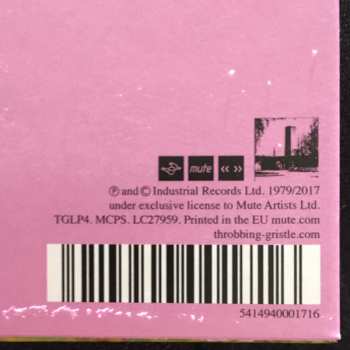 mute
℗ and © Industrial Records Ltd. 1979/2017
under exclusive license to Mute Artists Ltd.
TGLP4. MCPS. LC27959. Printed in the EU mute.com
throbbing-gristle.com
5414940001716